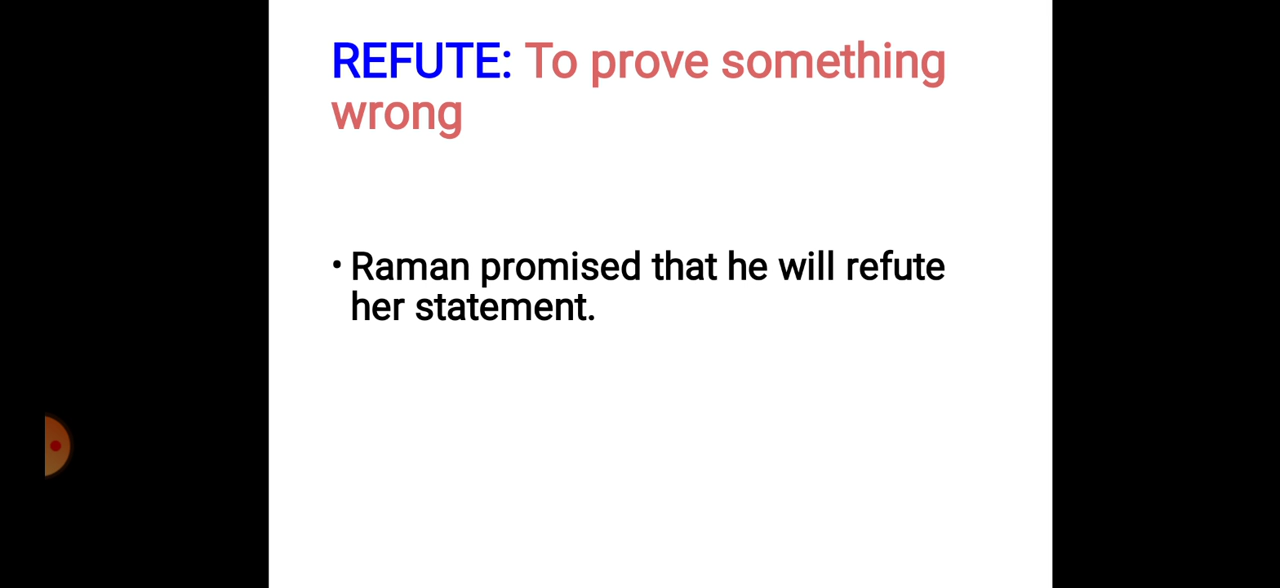 REFUTE: To prove something
wrong
• Raman promised that he will refute
her statement.